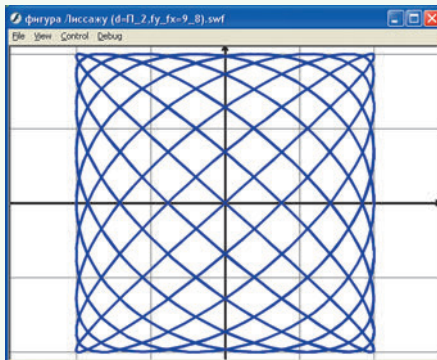 фигура Лиссажу (d=П_2,fy_fx=9_8).swf
File View Control Debug